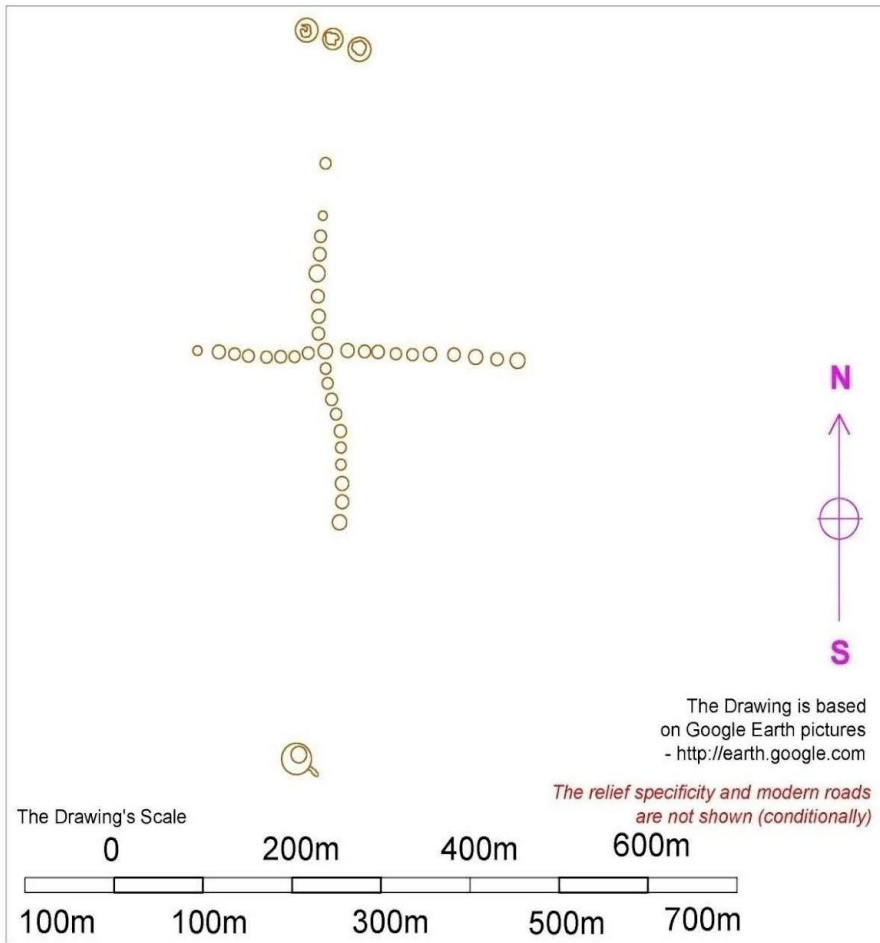 N
S
The Drawing is based
on Google Earth pictures
- http://earth.google.com
The relief specificity and modern roads
are not shown (conditionally)
The Drawing's Scale
0 200m 400m 600m
100m 100m 300m 500m 700m